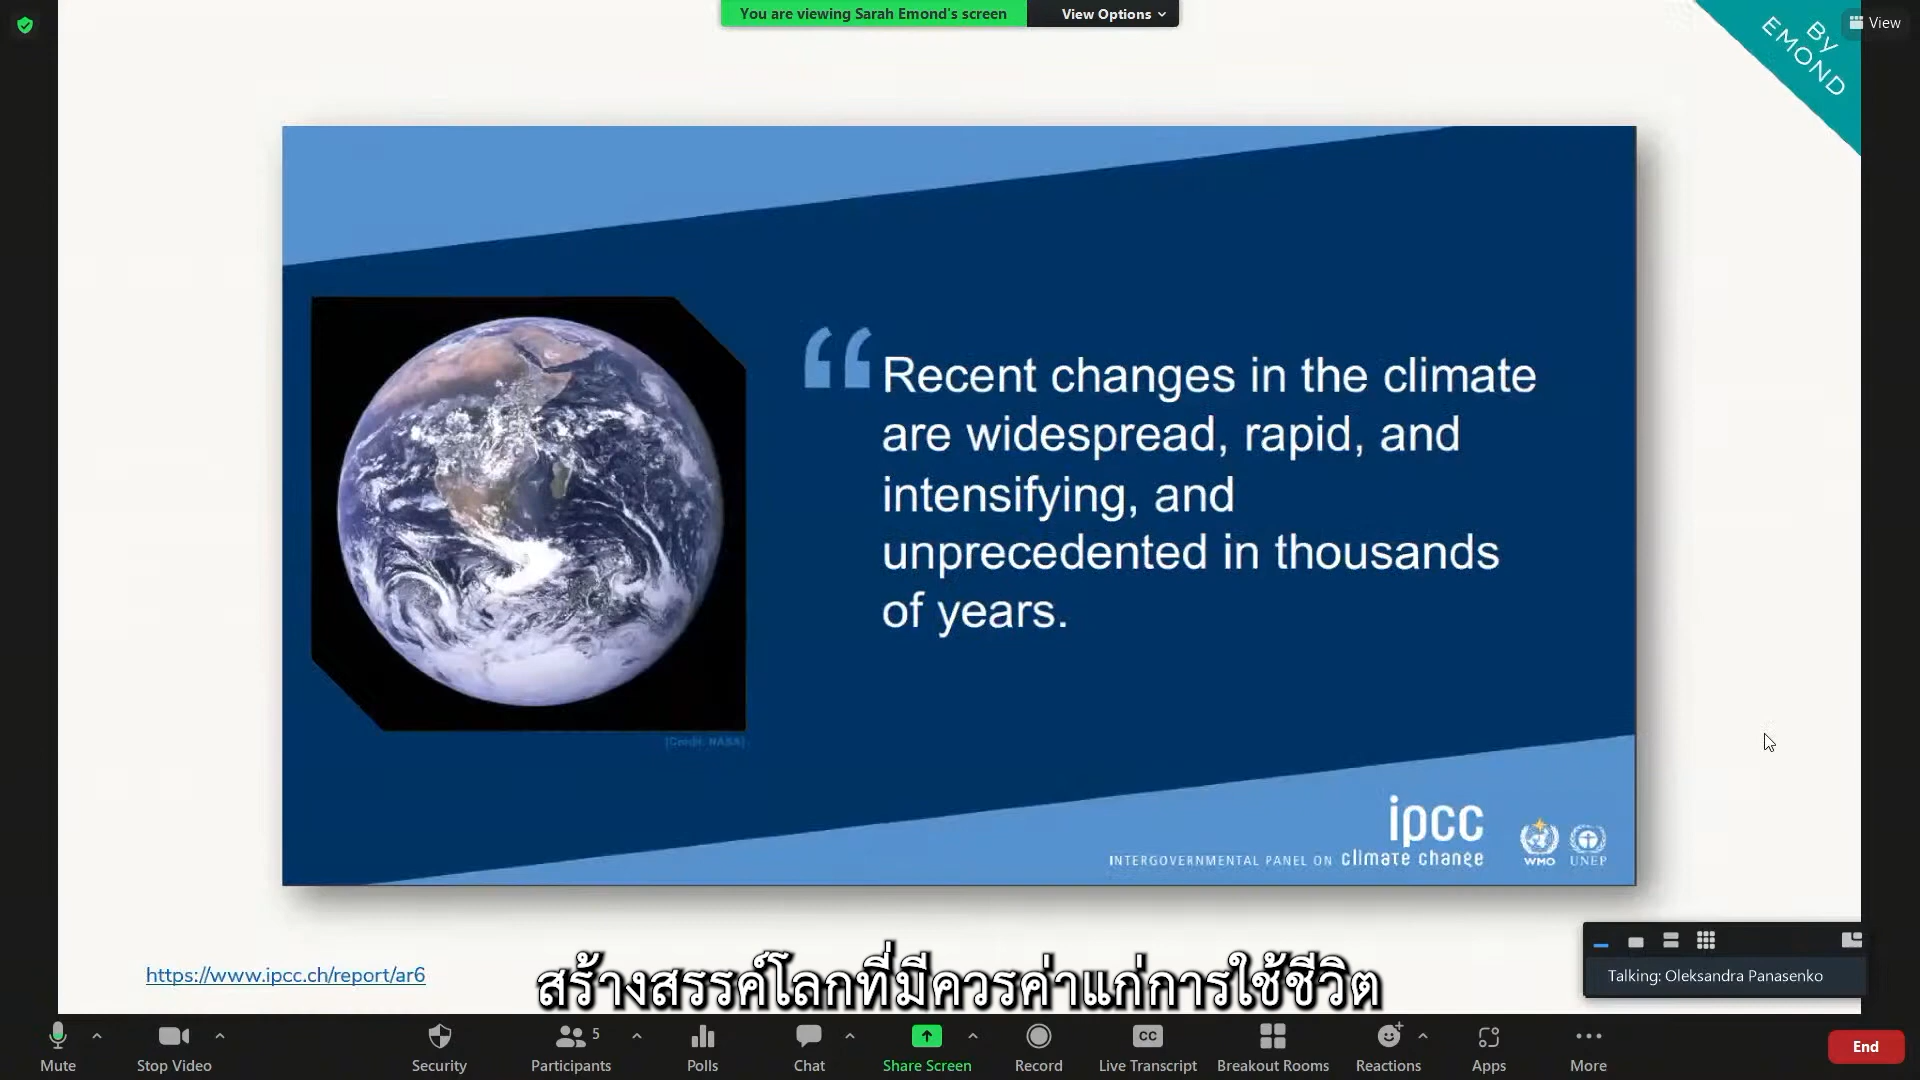 You are viewing Sarah Emond's screen
View Options
View
By
EMOND
Recent changes in the climate
are widespread, rapid, and
intensifying, and
unprecedented in thousands
of years.
[Credit: NASA]
ipcc
INTERGOVERNMENTAL PANEL ON climate change
WMO
UNEP
https://www.ipcc.ch/report/ar6
สร้างสรรค์โลกที่มีควรค่าแก่การใช้ชีวิต
Talking: Oleksandra Panasenko
Mute
Stop Video
Security
Participants
5
Polls
Chat
Share Screen
Record
CC
Live Transcript
Breakout Rooms
Reactions
Apps
More
End